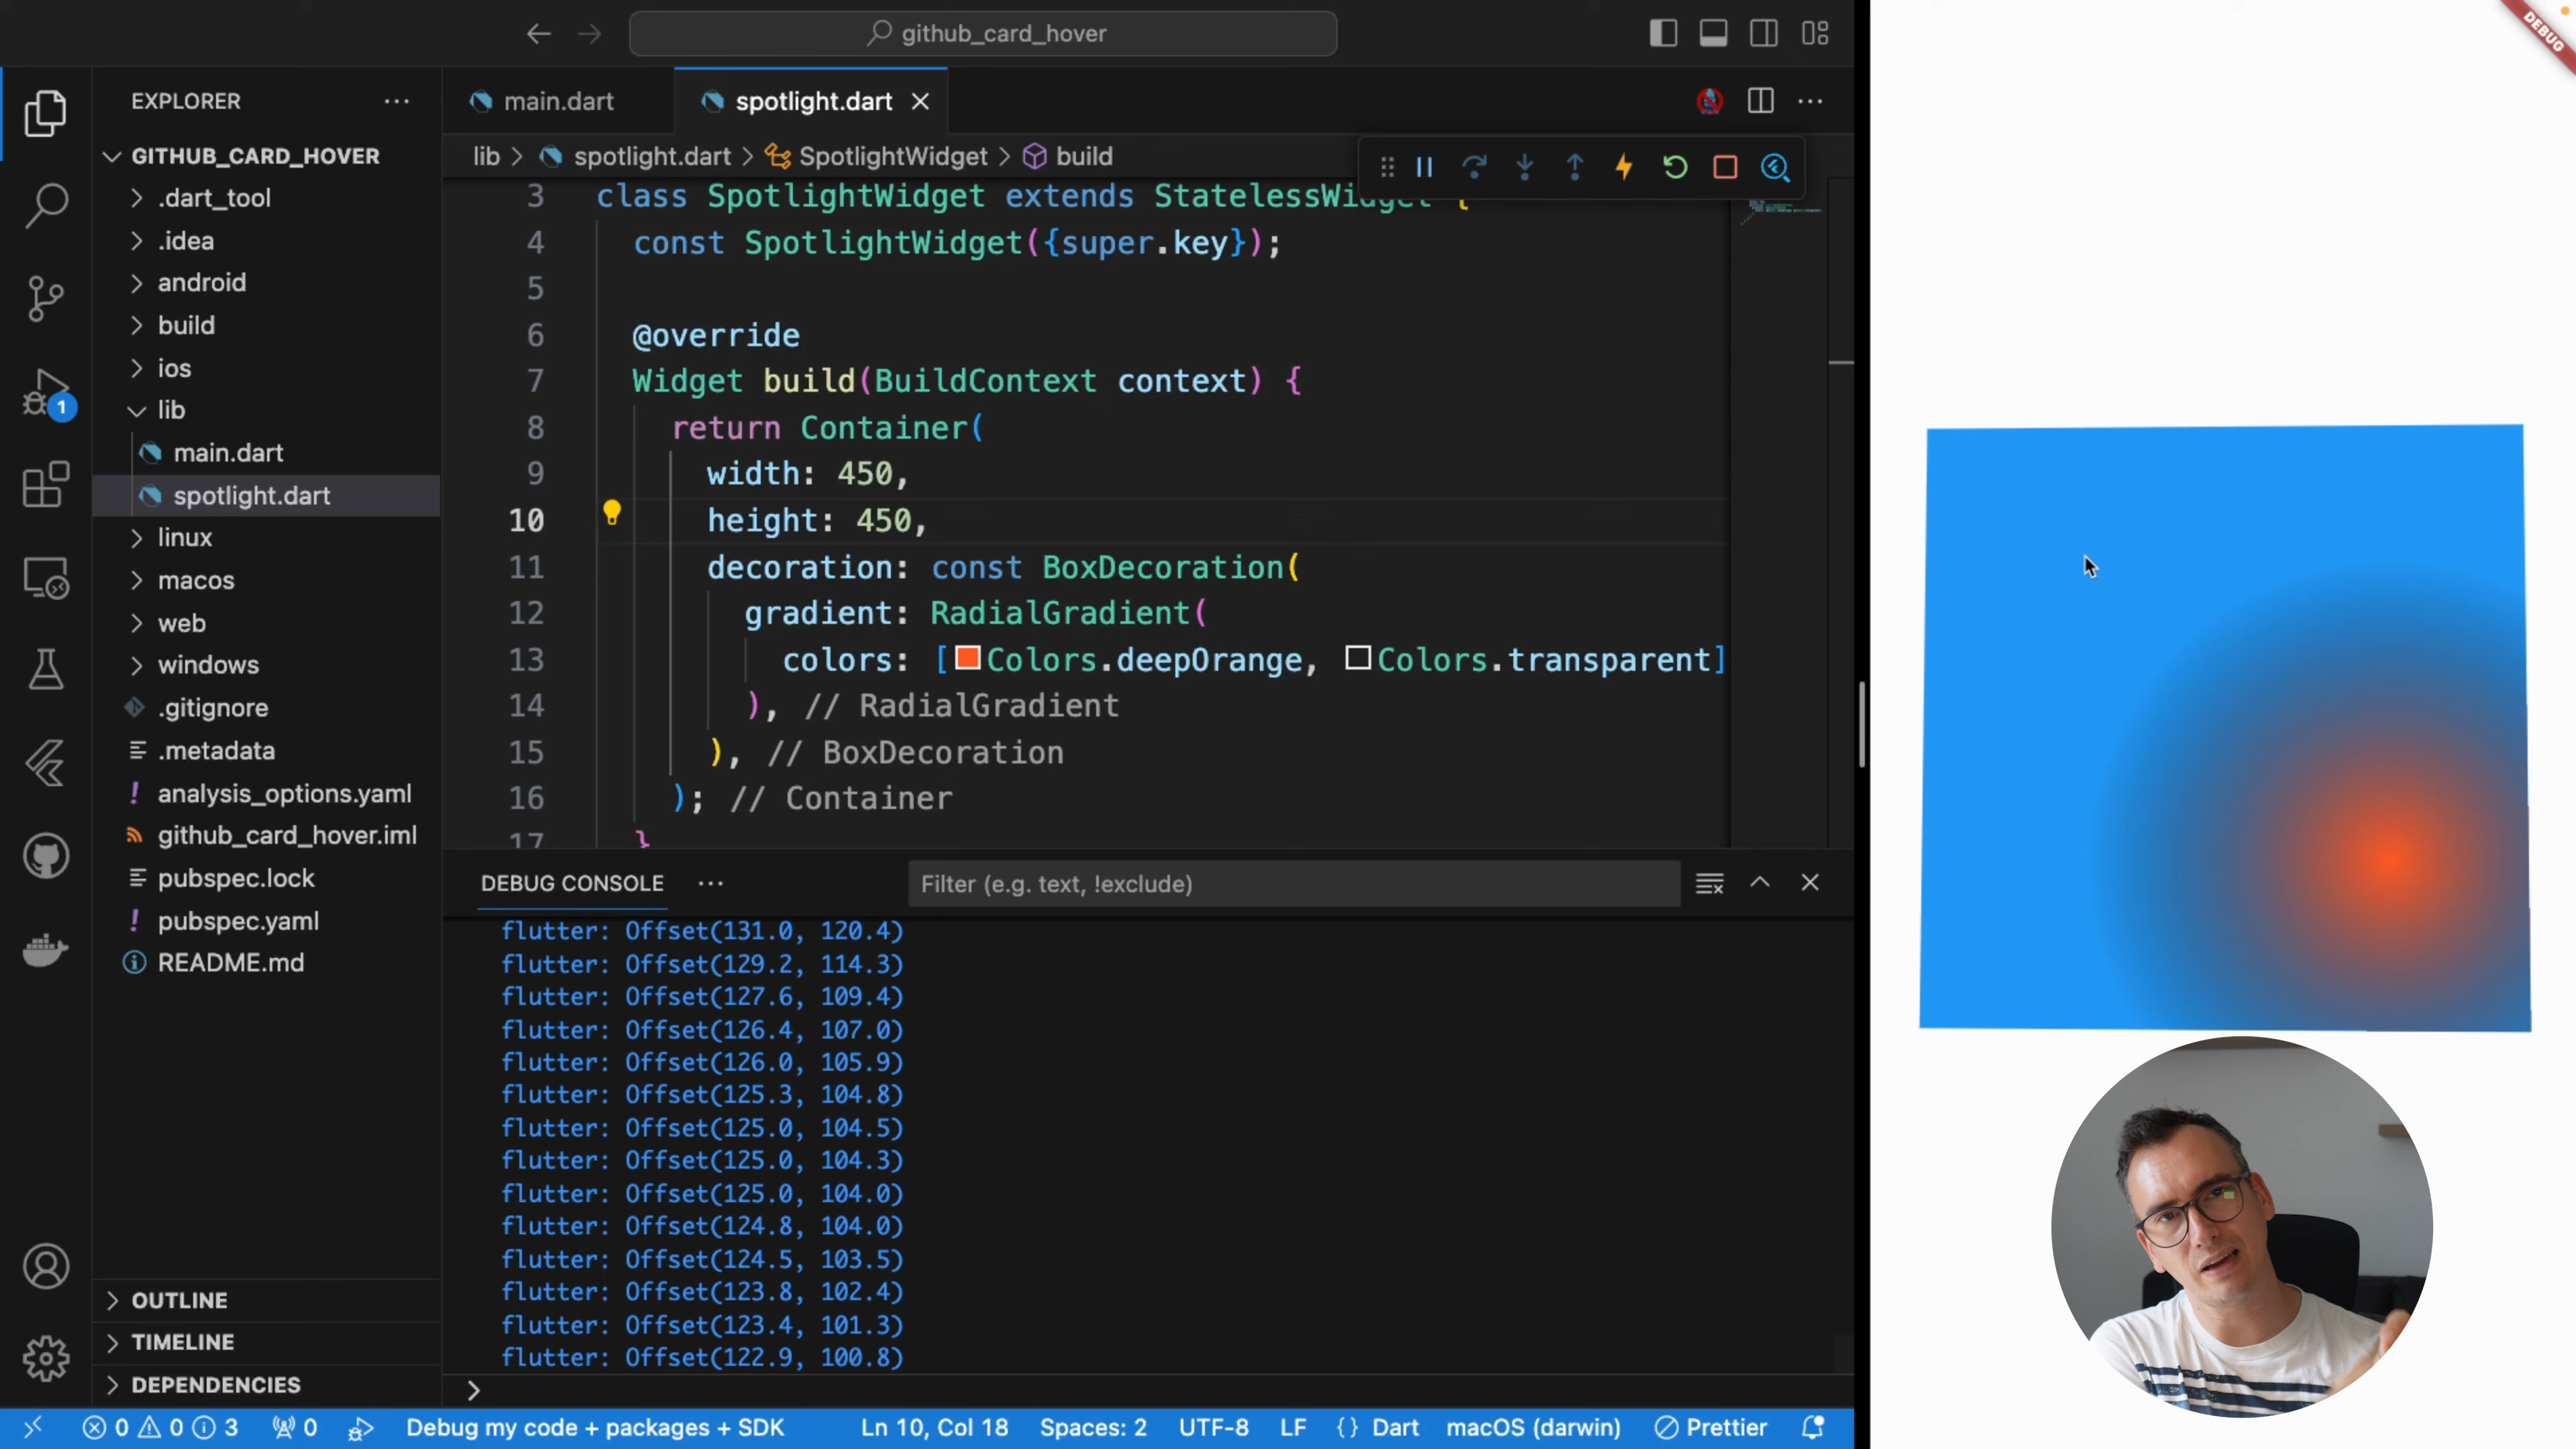 github_card_hover
DEBUG
EXPLORER
GITHUB_CARD_HOVER
.dart_tool
.idea
android
build
ios
lib
main.dart
spotlight.dart
linux
macos
web
windows
.gitignore
.metadata
analysis_options.yaml
github_card_hover.iml
pubspec.lock
pubspec.yaml
README.md
OUTLINE
TIMELINE
DEPENDENCIES
1
main.dart
spotlight.dart
lib > spotlight.dart > SpotlightWidget > build
3 class SpotlightWidget extends StatelessWidget {
4 const SpotlightWidget({super.key});
5
6 @override
7 Widget build(BuildContext context) {
8 return Container(
9 width: 450,
10 height: 450,
11 decoration: const BoxDecoration(
12 gradient: RadialGradient(
13 colors: [Colors.deepOrange, Colors.transparent]
14 ), // RadialGradient
15 ), // BoxDecoration
16 ); // Container
17 }
DEBUG CONSOLE
Filter (e.g. text, !exclude)
flutter: Offset(131.0, 120.4)
flutter: Offset(129.2, 114.3)
flutter: Offset(127.6, 109.4)
flutter: Offset(126.4, 107.0)
flutter: Offset(126.0, 105.9)
flutter: Offset(125.3, 104.8)
flutter: Offset(125.0, 104.5)
flutter: Offset(125.0, 104.3)
flutter: Offset(125.0, 104.0)
flutter: Offset(124.8, 104.0)
flutter: Offset(124.5, 103.5)
flutter: Offset(123.8, 102.4)
flutter: Offset(123.4, 101.3)
flutter: Offset(122.9, 100.8)
0 0 3 0 Debug my code + packages + SDK Ln 10, Col 18 Spaces: 2 UTF-8 LF {} Dart macOS (darwin) Prettier